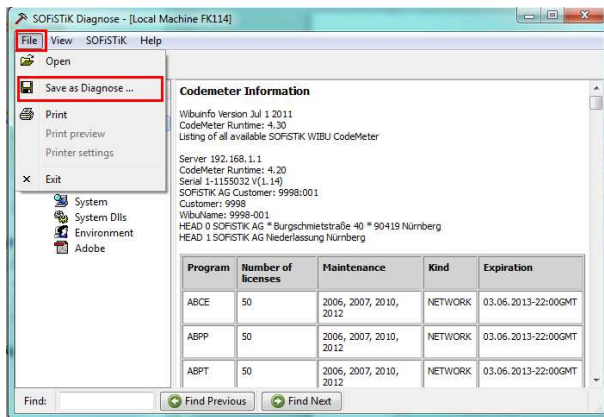 SOFiSTiK Diagnose - [Local Machine FK114]
File View SOFiSTiK Help
Open
Save as Diagnose ...
Print
Print preview
Printer settings
Exit
System
System Dlls
Environment
Adobe
Codemeter Information
Wibuinfo Version Jul 1 2011
CodeMeter Runtime: 4.30
Listing of all available SOFiSTiK WIBU CodeMeter
Server 192.168.1.1
CodeMeter Runtime: 4.20
Serial 1-1155032 V(1.14)
SOFiSTiK AG Customer: 9998:001
Customer: 9998
WibuName: 9998-001
HEAD 0 SOFiSTiK AG * Burgschmietstraße 40 * 90419 Nürnberg
HEAD 1 SOFiSTiK AG Niederlassung Nürnberg
Program Number of licenses Maintenance Kind Expiration
ABCE 50 2006, 2007, 2010, 2012 NETWORK 03.06.2013-22:00GMT
ABPP 50 2006, 2007, 2010, 2012 NETWORK 03.06.2013-22:00GMT
ABPT 50 2006, 2007, 2010, 2012 NETWORK 03.06.2013-22:00GMT
Find: Find Previous Find Next